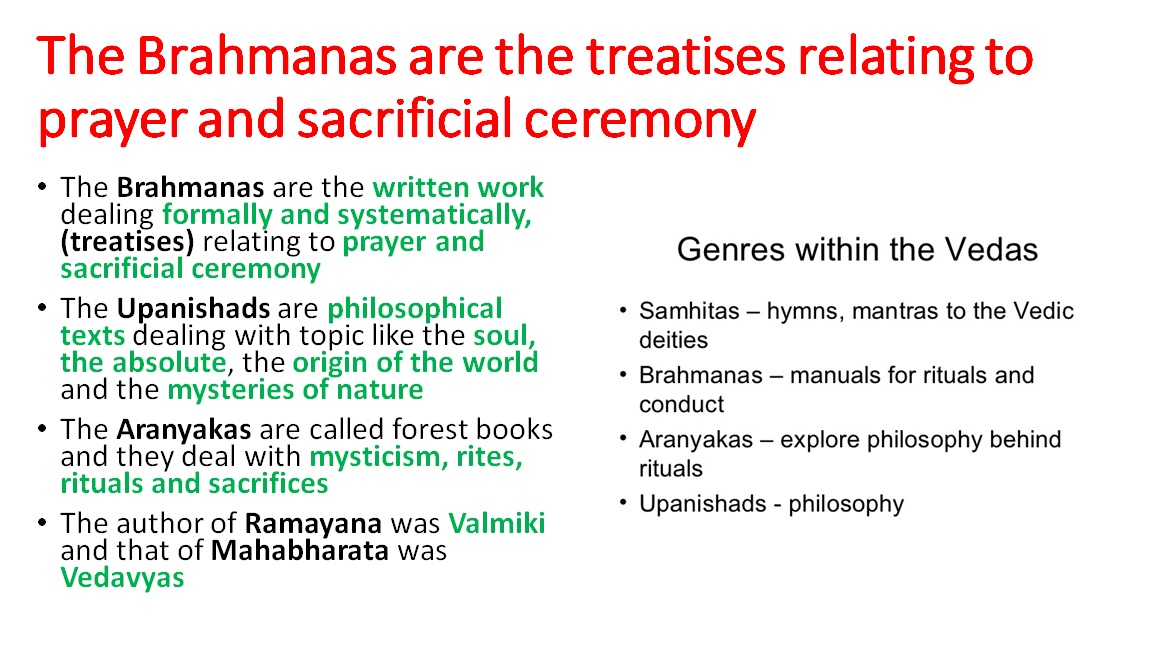 The Brahmanas are the treatises relating to
prayer and sacrificial ceremony
• The Brahmanas are the written work
dealing formally and systematically,
(treatises) relating to prayer and
sacrificial ceremony
• The Upanishads are philosophical
texts dealing with topic like the soul,
the absolute, the origin of the world
and the mysteries of nature
• The Aranyakas are called forest books
and they deal with mysticism, rites,
rituals and sacrifices
• The author of Ramayana was Valmiki
and that of Mahabharata was
Vedavyas
Genres within the Vedas
• Samhitas – hymns, mantras to the Vedic
deities
• Brahmanas – manuals for rituals and
conduct
• Aranyakas – explore philosophy behind
rituals
• Upanishads - philosophy